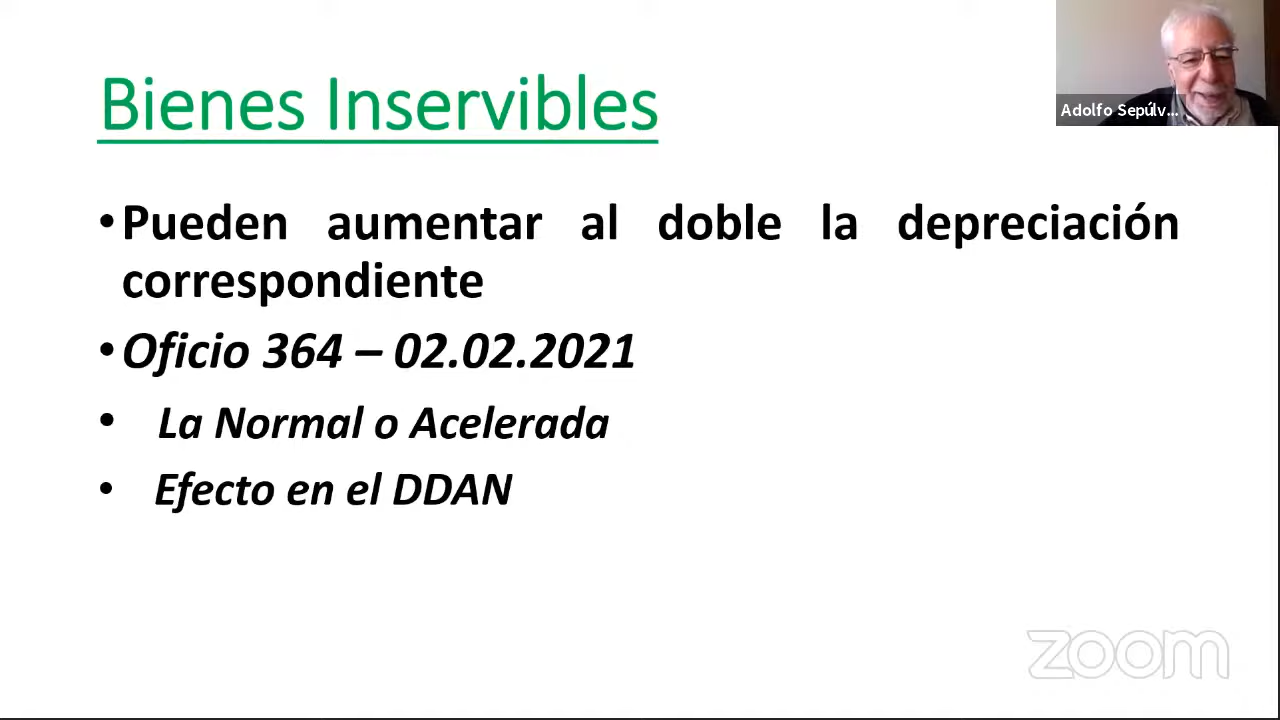 Bienes Inservibles
Adolfo Sepúlv...
•Pueden aumentar al doble la depreciación
correspondiente
•Oficio 364 – 02.02.2021
• La Normal o Acelerada
• Efecto en el DDAN
zoom